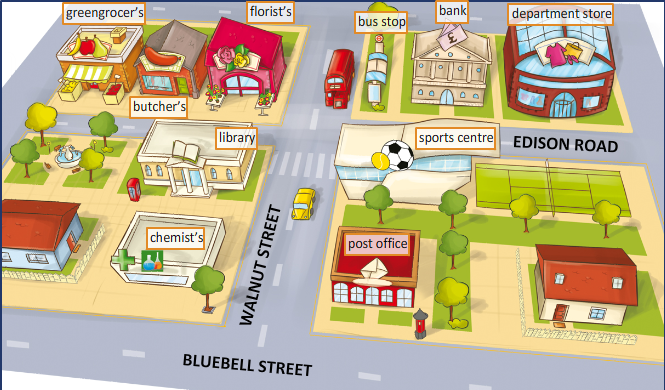 greengrocer's
florist's
bus stop
bank
department store
£
butcher's
library
sports centre
EDISON ROAD
chemist's
post office
WALNUT STREET
BLUEBELL STREET